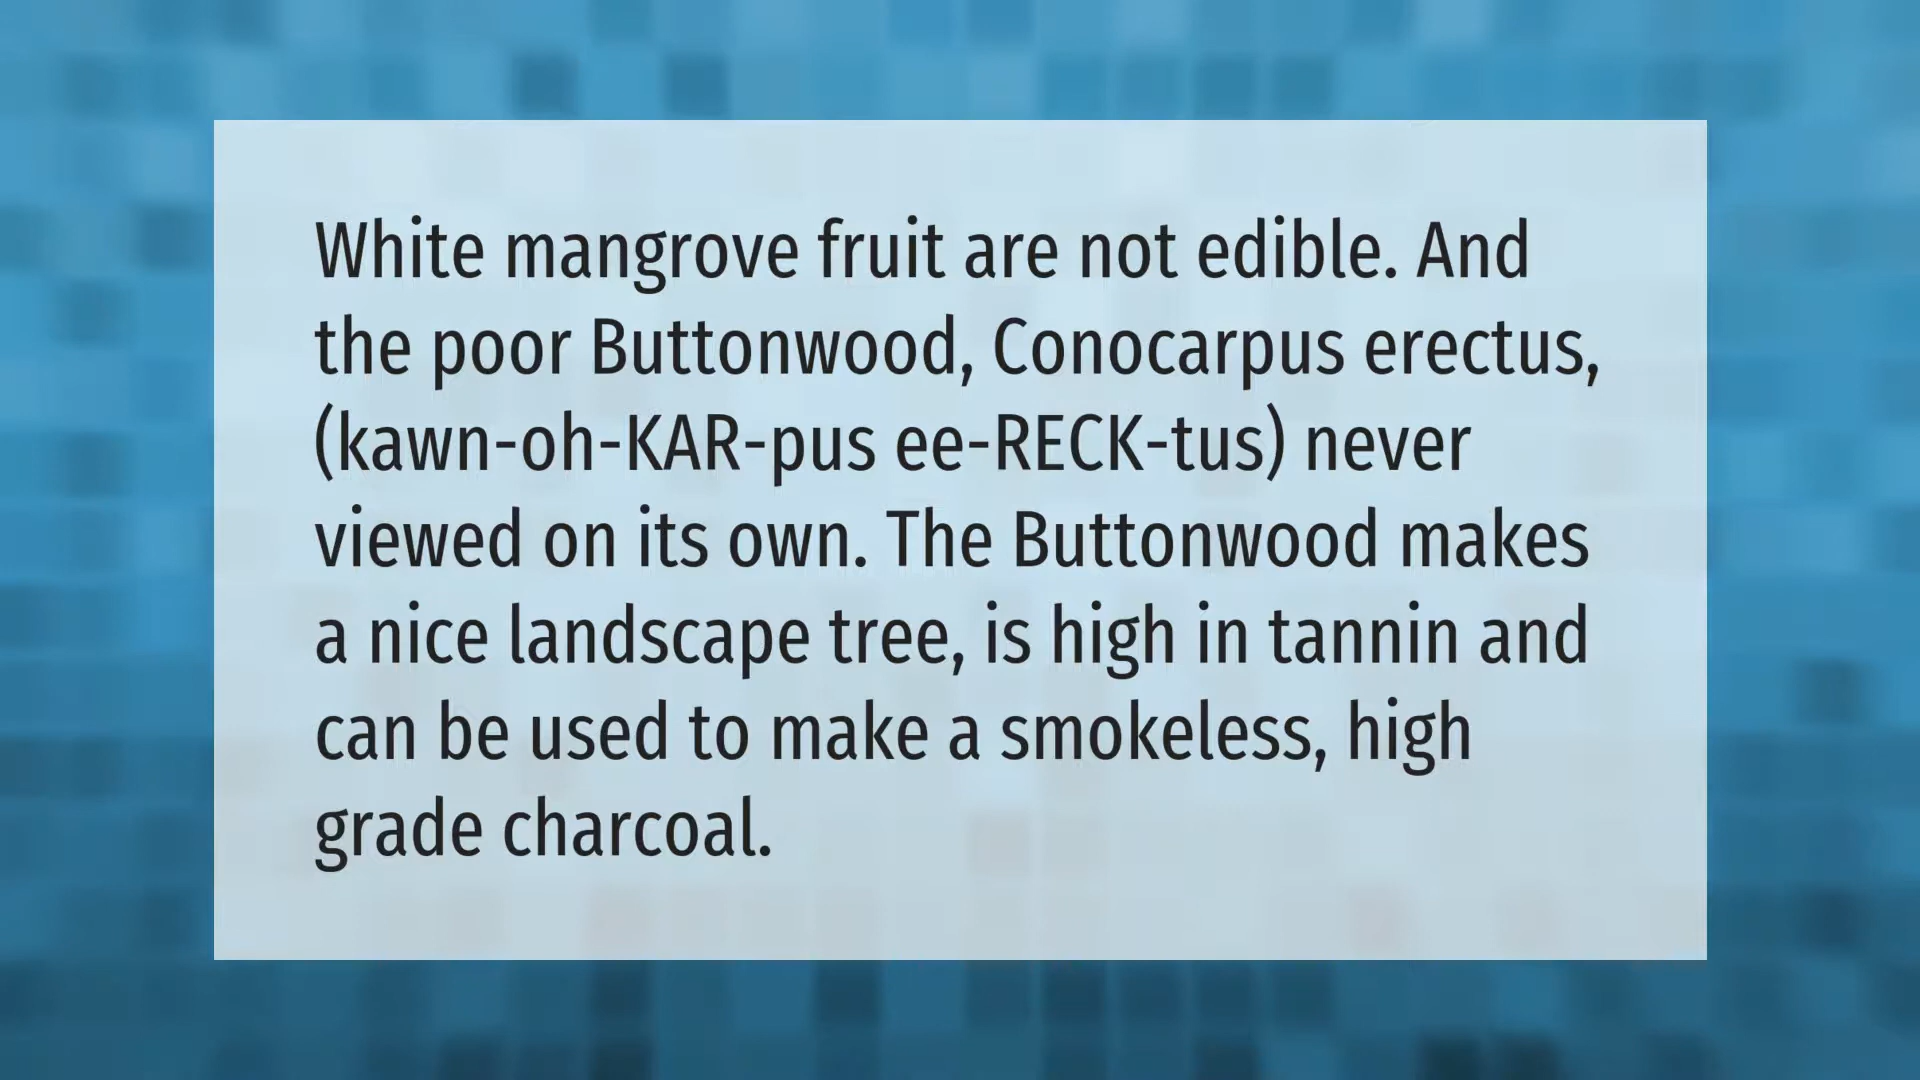 White mangrove fruit are not edible. And
the poor Buttonwood, Conocarpus erectus,
(kawn-oh-KAR-pus ee-RECK-tus) never
viewed on its own. The Buttonwood makes
a nice landscape tree, is high in tannin and
can be used to make a smokeless, high
grade charcoal.